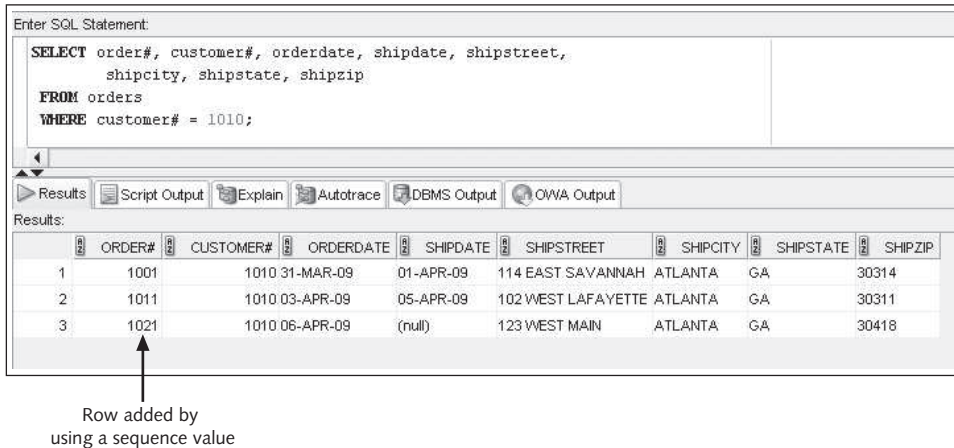 Enter SQL Statement:
SELECT order#, customer#, orderdate, shipdate, shipstreet,
shipcity, shipstate, shipzip
FROM orders
WHERE customer# = 1010;
Results Script Output Explain Autotrace DBMS Output OWA Output
Results:
ORDER# CUSTOMER# ORDERDATE SHIPDATE SHIPSTREET SHIPCITY SHIPSTATE SHIPZIP
1 1001 1010 31-MAR-09 01-APR-09 114 EAST SAVANNAH ATLANTA GA 30314
2 1011 1010 03-APR-09 05-APR-09 102 WEST LAFAYETTE ATLANTA GA 30311
3 1021 1010 06-APR-09 (null) 123 WEST MAIN ATLANTA GA 30418
Row added by
using a sequence value